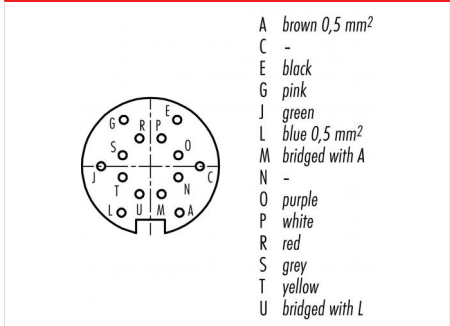 A brown 0,5 mm²
C -
E black
G pink
J green
L blue 0,5 mm²
M bridged with A
N -
O purple
P white
R red
S grey
T yellow
U bridged with L
E
G R P
S O
J C
T N
L U M A